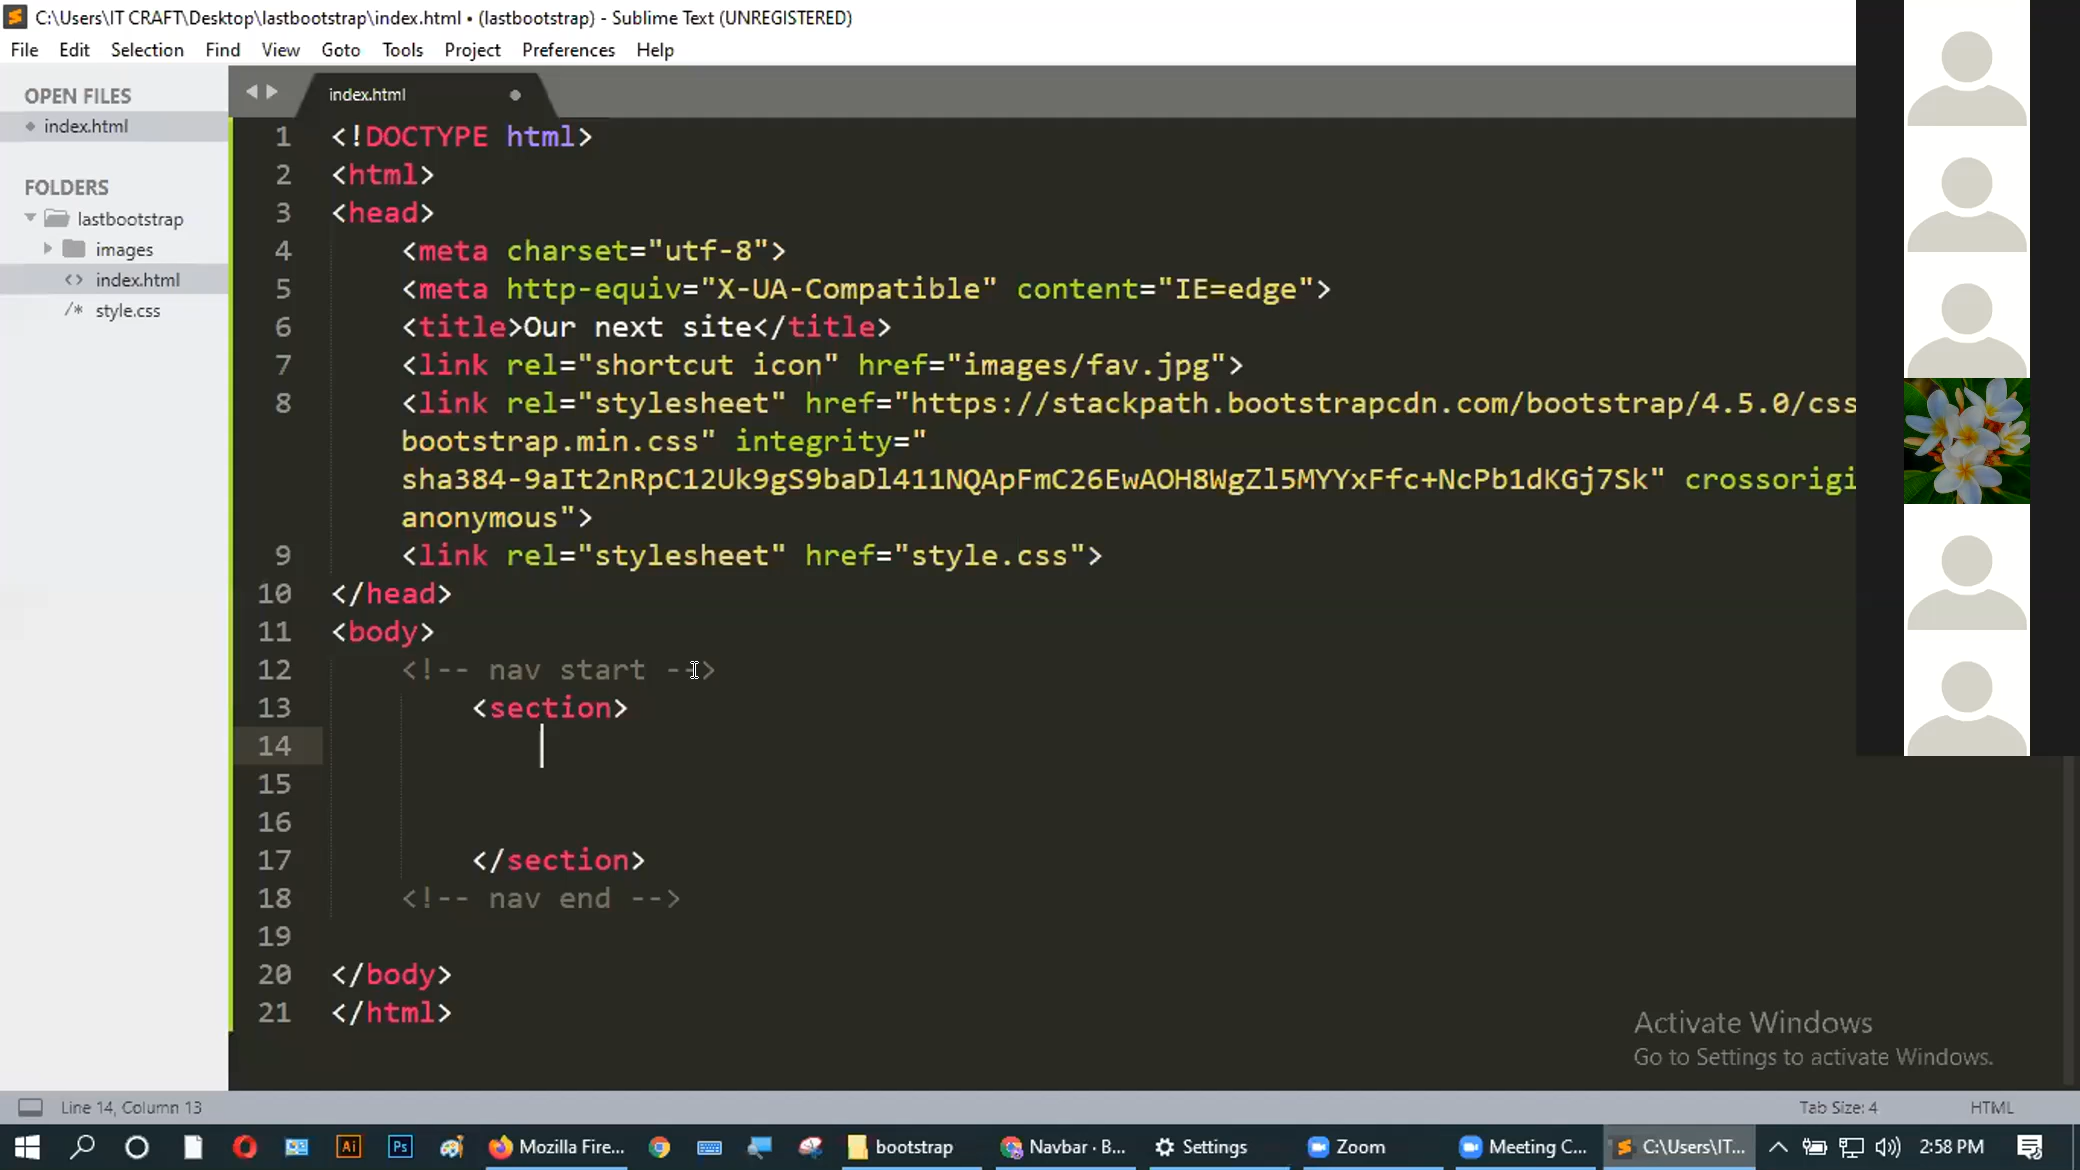 C:\Users\IT CRAFT\Desktop\lastbootstrap\index.html • (lastbootstrap) - Sublime Text (UNREGISTERED)
File Edit Selection Find View Goto Tools Project Preferences Help
OPEN FILES
index.html
FOLDERS
lastbootstrap
images
<> index.html
/* style.css
index.html
1 <!DOCTYPE html>
2 <html>
3 <head>
4 <meta charset="utf-8">
5 <meta http-equiv="X-UA-Compatible" content="IE=edge">
6 <title>Our next site</title>
7 <link rel="shortcut icon" href="images/fav.jpg">
8 <link rel="stylesheet" href="https://stackpath.bootstrapcdn.com/bootstrap/4.5.0/css
bootstrap.min.css" integrity="
sha384-9aIt2nRpC12Uk9gS9baDl411NQApFmC26EwAOH8WgZl5MYYxFfc+NcPb1dKGj7Sk" crossorigi
anonymous">
9 <link rel="stylesheet" href="style.css">
10 </head>
11 <body>
12 <!-- nav start -->
13 <section>
14
15
16
17 </section>
18 <!-- nav end -->
19
20 </body>
21 </html>
Activate Windows
Go to Settings to activate Windows.
Line 14, Column 13 Tab Size: 4 HTML
Ai Ps Mozilla Fire... bootstrap Navbar · B... Settings Zoom Meeting C... C:\Users\IT... 2:58 PM